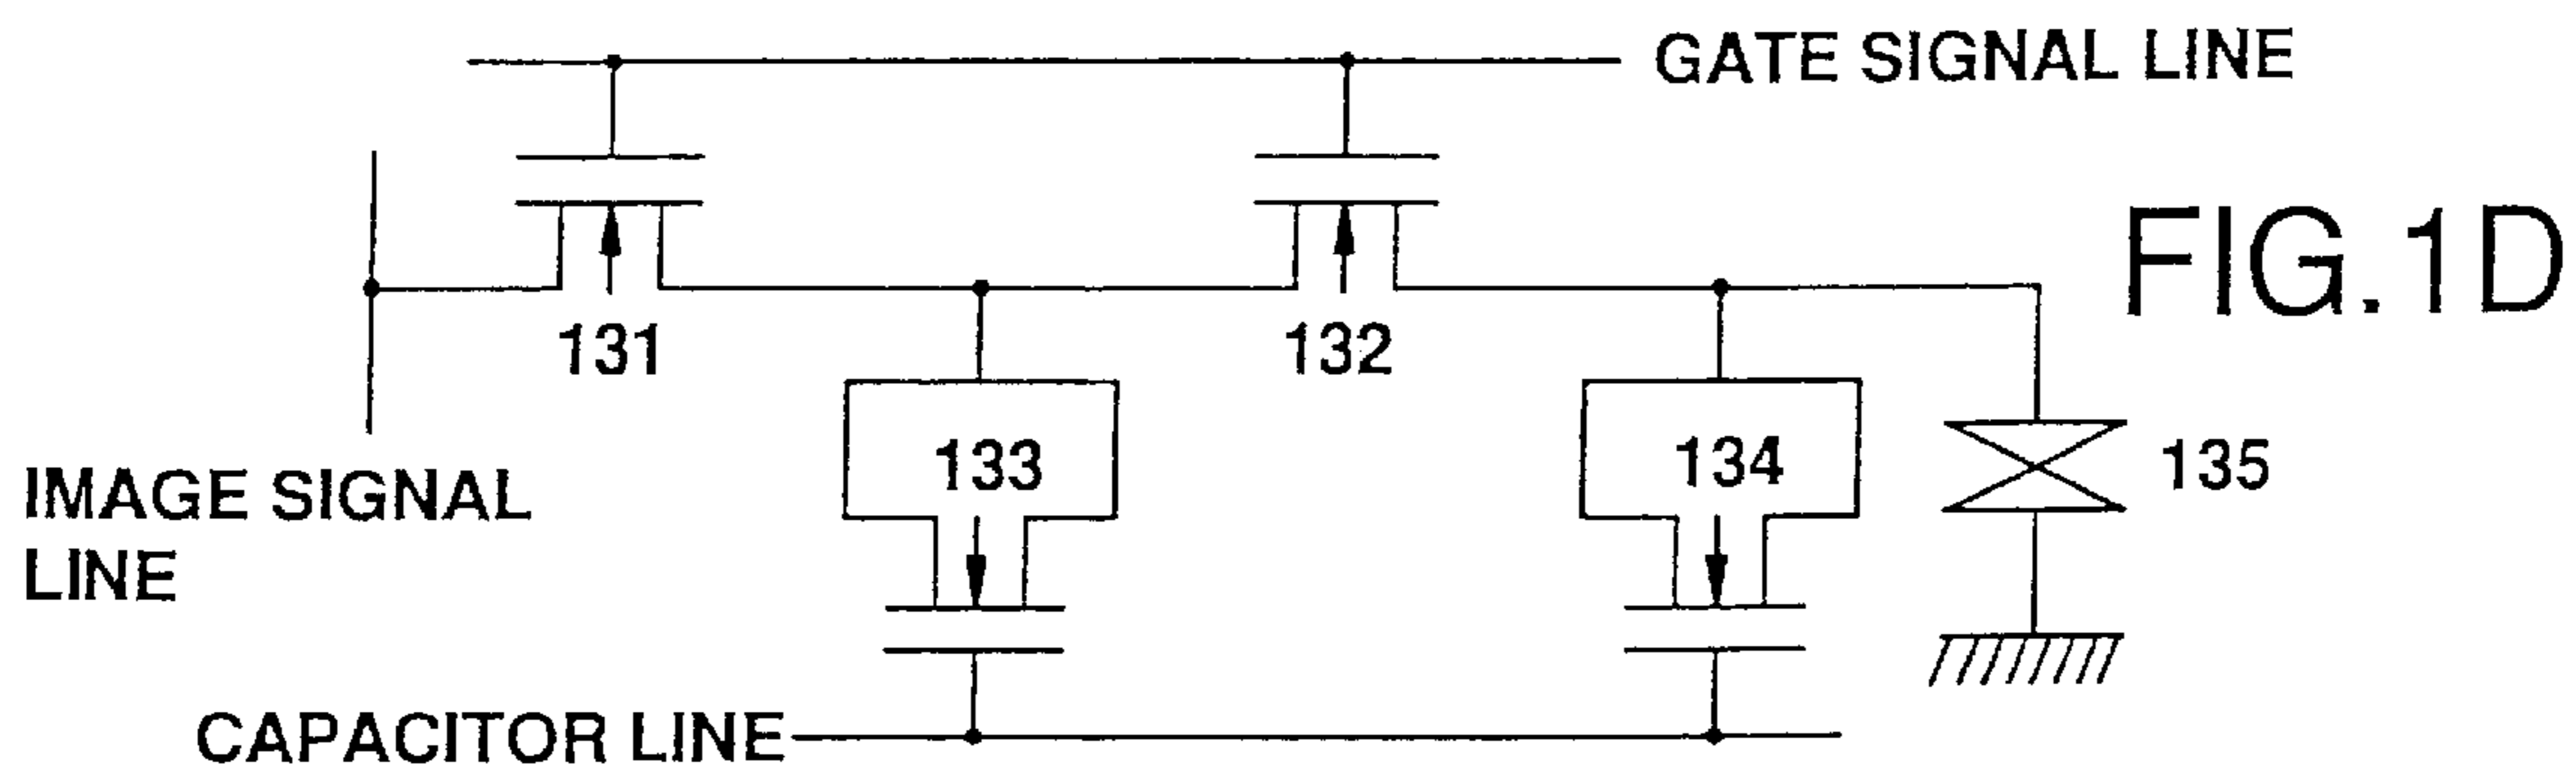 GATE SIGNAL LINE
FIG.1D
131
132
133
134
135
IMAGE SIGNAL
LINE
CAPACITOR LINE